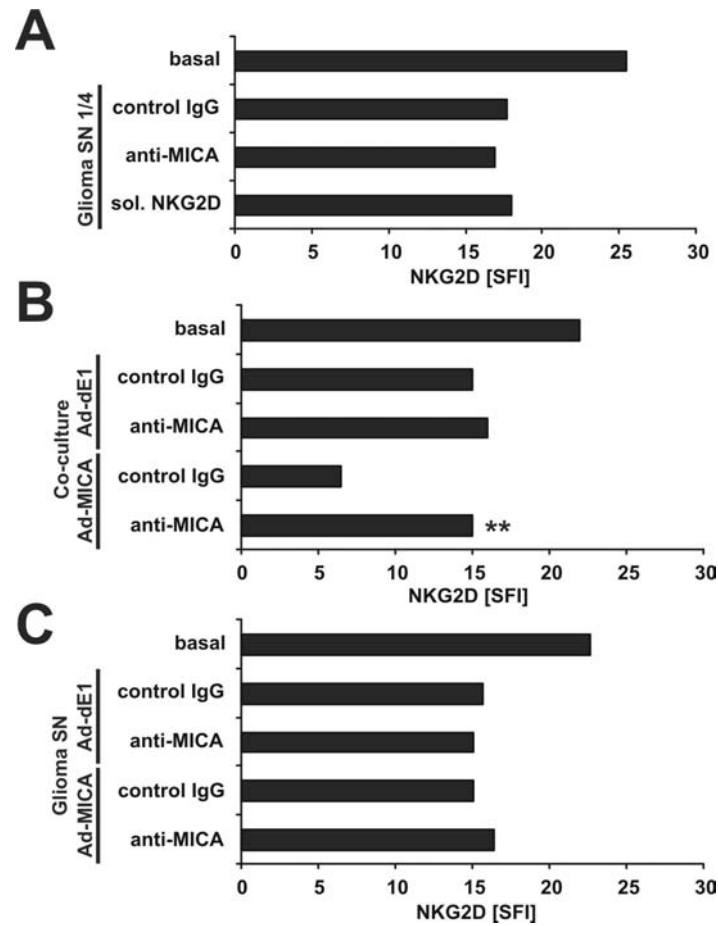 A
basal
control IgG
anti-MICA
sol. NKG2D
Glioma SN 1/4
0 5 10 15 20 25 30
NKG2D [SFI]
B
basal
control IgG
anti-MICA
control IgG
anti-MICA **
Co-culture
Ad-MICA Ad-dE1
0 5 10 15 20 25 30
NKG2D [SFI]
C
basal
control IgG
anti-MICA
control IgG
anti-MICA
Glioma SN
Ad-MICA Ad-dE1
0 5 10 15 20 25 30
NKG2D [SFI]